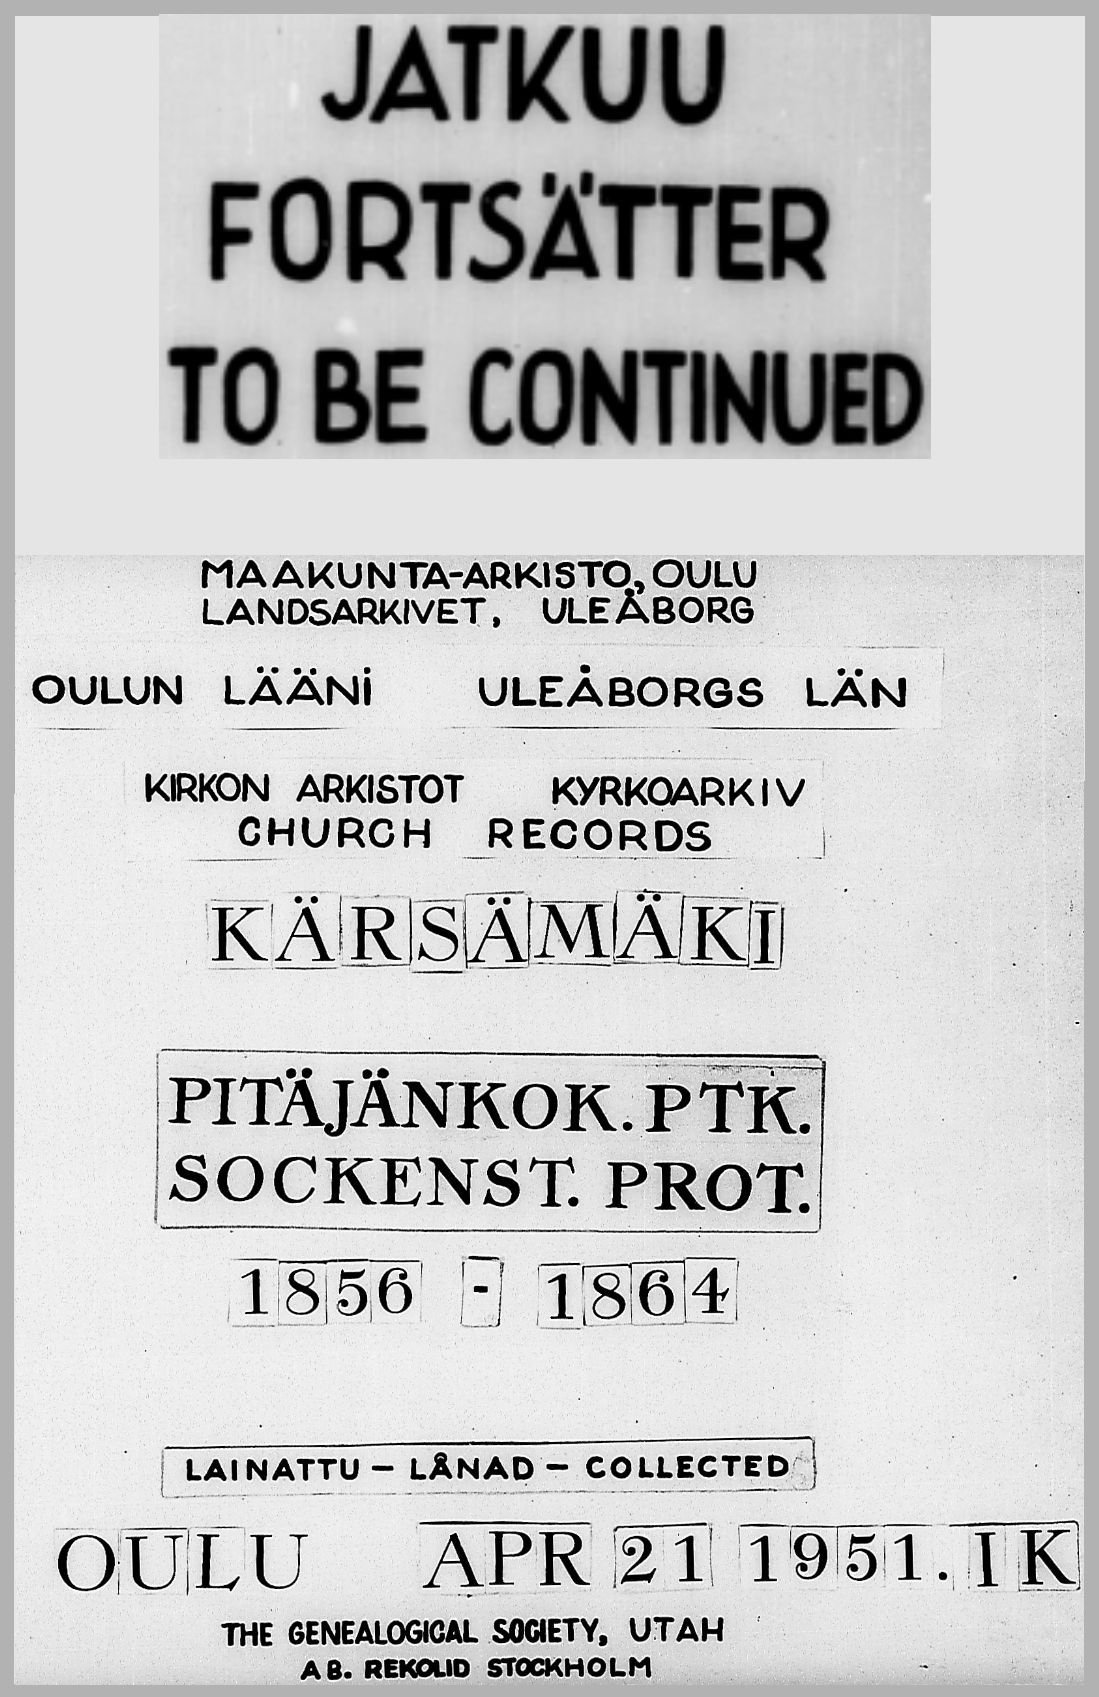 JATKUU
FORTSÄTTER
TO BE CONTINUED
MAAKUNTA-ARKISTO, OULU
LANDSARKIVET, ULEÅBORG
OULUN LÄÄNI ULEÅBORGS LÄN
KIRKON ARKISTOT KYRKOARKIV
CHURCH RECORDS
KÄRSÄMÄKI
PITÄJÄNKOK. PTK.
SOCKENST. PROT.
1856 - 1864
LAINATTU - LÅNAD - COLLECTED
OULU APR 21 1951. IK
THE GENEALOGICAL SOCIETY, UTAH
AB. REKOLID STOCKHOLM